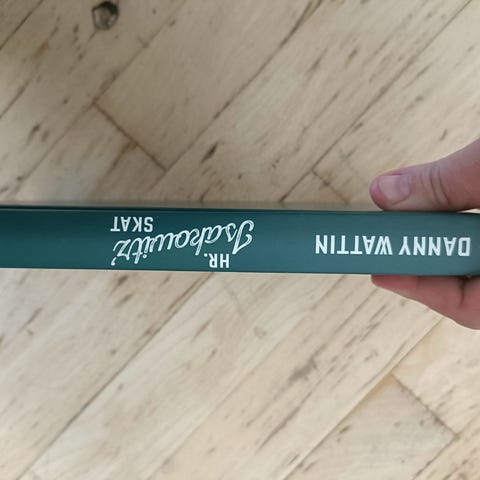 DANNY WATTIN
HR.
Isakowitz'
SKAT